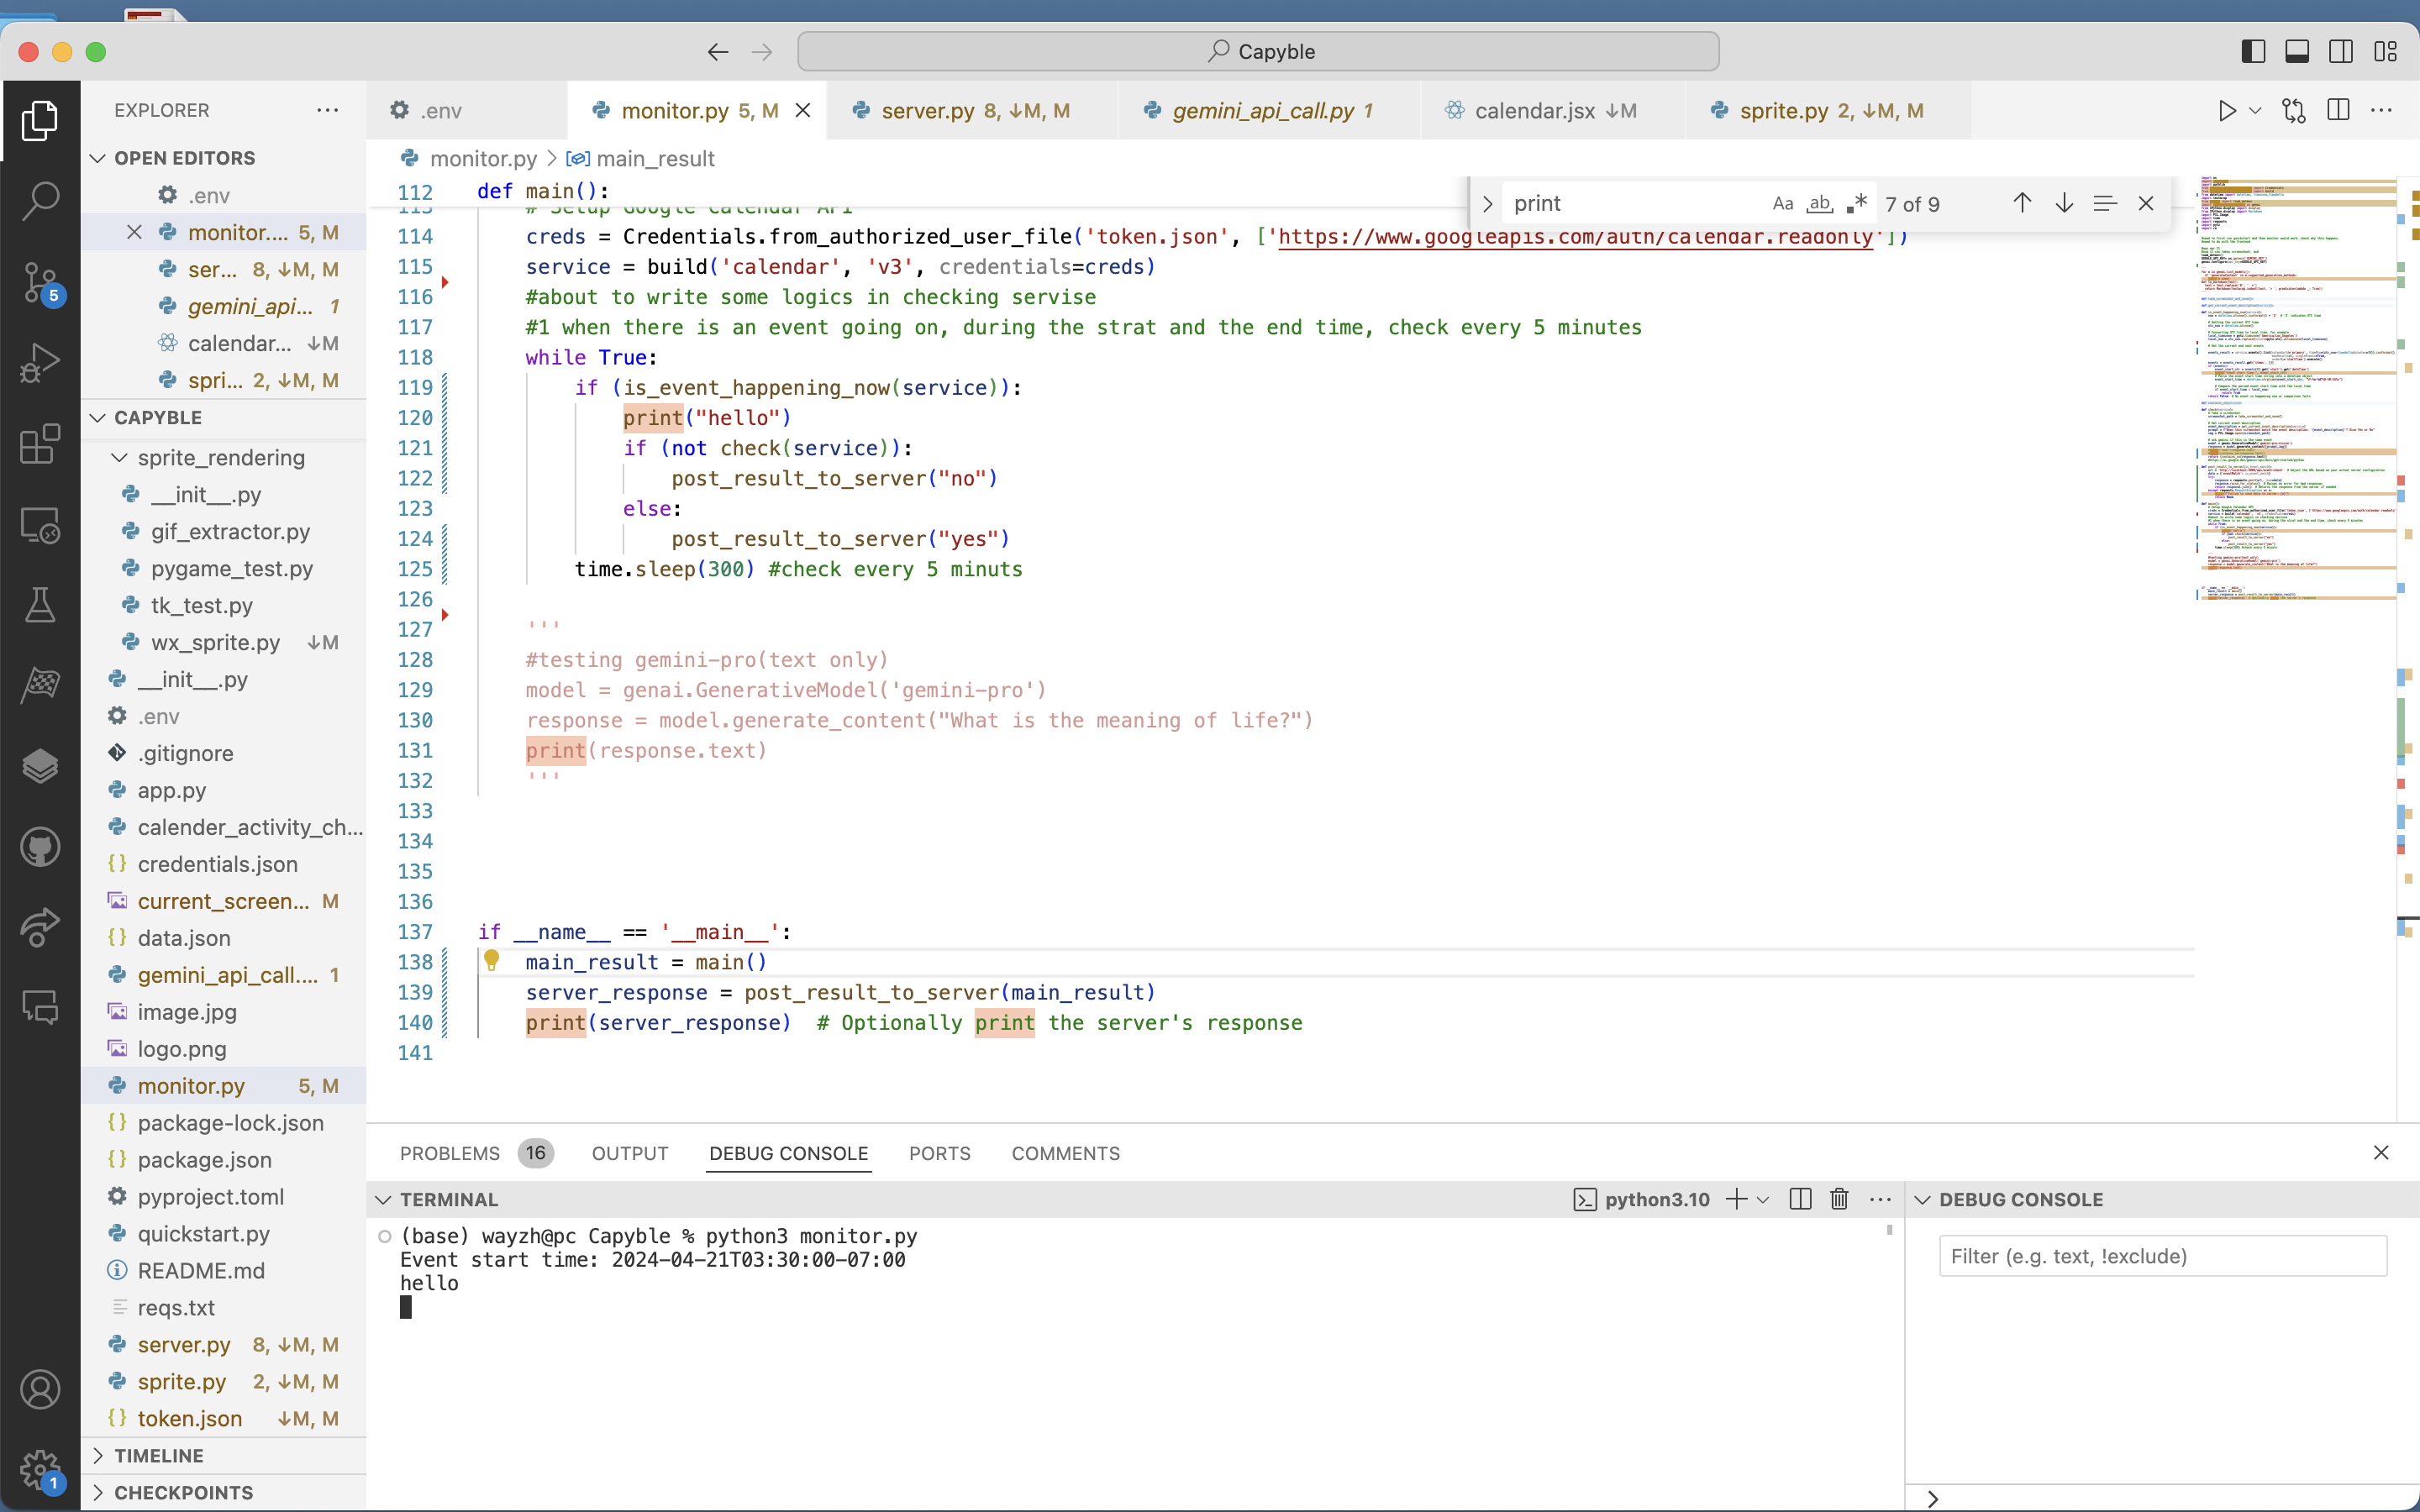 Capyble
EXPLORER
OPEN EDITORS
.env
monitor.... 5, M
ser... 8, ↓M, M
gemini_api... 1
calendar... ↓M
spri... 2, ↓M, M
CAPYBLE
sprite_rendering
__init__.py
gif_extractor.py
pygame_test.py
tk_test.py
wx_sprite.py ↓M
__init__.py
.env
.gitignore
app.py
calender_activity_ch...
credentials.json
current_screen... M
data.json
gemini_api_call.... 1
image.jpg
logo.png
monitor.py 5, M
package-lock.json
package.json
pyproject.toml
quickstart.py
README.md
reqs.txt
server.py 8, ↓M, M
sprite.py 2, ↓M, M
token.json ↓M, M
TIMELINE
CHECKPOINTS
5
1
.env monitor.py 5, M server.py 8, ↓M, M gemini_api_call.py 1 calendar.jsx ↓M sprite.py 2, ↓M, M
monitor.py > main_result
print Aa ab .* 7 of 9
112 def main():
113 # Setup Google Calendar API
114 creds = Credentials.from_authorized_user_file('token.json', ['https://www.googleapis.com/auth/calendar.readonly'])
115 service = build('calendar', 'v3', credentials=creds)
116 #about to write some logics in checking servise
117 #1 when there is an event going on, during the strat and the end time, check every 5 minutes
118 while True:
119 if (is_event_happening_now(service)):
120 print("hello")
121 if (not check(service)):
122 post_result_to_server("no")
123 else:
124 post_result_to_server("yes")
125 time.sleep(300) #check every 5 minuts
126
127 '''
128 #testing gemini-pro(text only)
129 model = genai.GenerativeModel('gemini-pro')
130 response = model.generate_content("What is the meaning of life?")
131 print(response.text)
132 '''
133
134
135
136
137 if __name__ == '__main__':
138 main_result = main()
139 server_response = post_result_to_server(main_result)
140 print(server_response) # Optionally print the server's response
141
PROBLEMS 16 OUTPUT DEBUG CONSOLE PORTS COMMENTS
TERMINAL python3.10
(base) wayzh@pc Capyble % python3 monitor.py
Event start time: 2024-04-21T03:30:00-07:00
hello
DEBUG CONSOLE
Filter (e.g. text, !exclude)